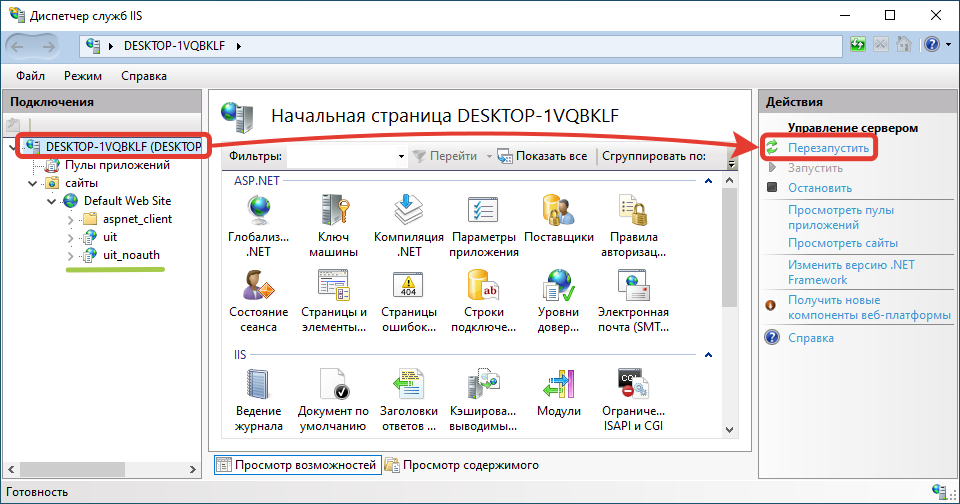 Диспетчер служб IIS
DESKTOP-1VQBKLF
Файл Режим Справка
Подключения
DESKTOP-1VQBKLF (DESKTOP
Пулы приложений
сайты
Default Web Site
aspnet_client
uit
uit_noauth
Начальная страница DESKTOP-1VQBKLF
Фильтры: Перейти Показать все Сгруппировать по:
ASP.NET
Глобализ... .NET
Ключ машины
Компиляция .NET
Параметры приложения
Поставщики
Правила авторизац...
Состояние сеанса
Страницы и элементы...
404
Страницы ошибок...
ab
Строки подключе...
Уровни довер...
Электронная почта (SMT...
IIS
Ведение журнала
Документ по умолчанию
Заголовки ответов ...
Кэширова... выводимы...
Модули
CGI
Ограниче... ISAPI и CGI
Просмотр возможностей Просмотр содержимого
Действия
Управление сервером
Перезапустить
Запустить
Остановить
Просмотреть пулы
приложений
Просмотреть сайты
Изменить версию .NET
Framework
Получить новые
компоненты веб-платформы
Справка
Готовность